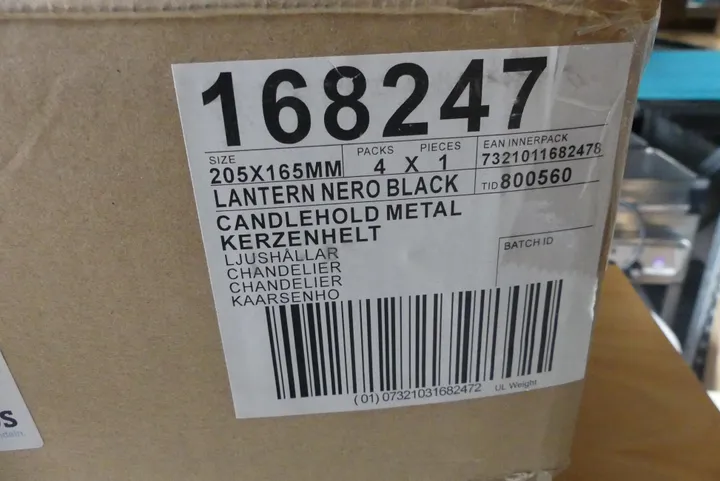 168247
SIZE
205X165MM
PACKS PIECES
4 X 1
EAN INNERPACK
7321011682478
LANTERN NERO BLACK
TID 800560
CANDLEHOLD METAL
KERZENHELT
LJUSHÅLLAR
CHANDELIER
CHANDELIER
KAARSENHO
BATCH ID
(01) 07321031682472
UL Weight